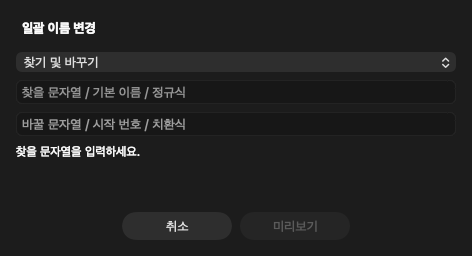 일괄 이름 변경
찾기 및 바꾸기
찾을 문자열 / 기본 이름 / 정규식
바꿀 문자열 / 시작 번호 / 치환식
찾을 문자열을 입력하세요.
취소
미리보기